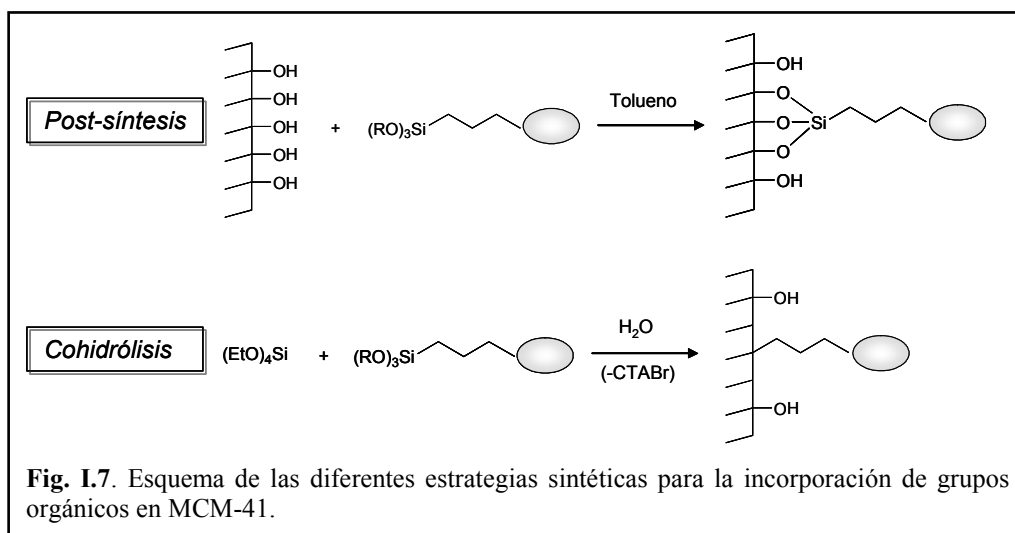 Post-síntesis
OH
OH
OH
OH
OH
+
(RO)3Si
Tolueno
OH
O
O
Si
O
OH
Cohidrólisis
(EtO)4Si
+
(RO)3Si
H2O
(-CTABr)
OH
OH
Fig. I.7. Esquema de las diferentes estrategias sintéticas para la incorporación de grupos
orgánicos en MCM-41.